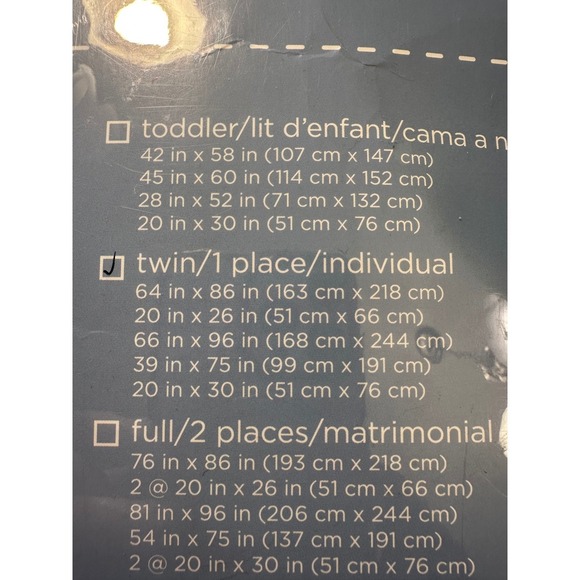 toddler/lit d'enfant/cama a n
42 in x 58 in (107 cm x 147 cm)
45 in x 60 in (114 cm x 152 cm)
28 in x 52 in (71 cm x 132 cm)
20 in x 30 in (51 cm x 76 cm)
twin/1 place/individual
64 in x 86 in (163 cm x 218 cm)
20 in x 26 in (51 cm x 66 cm)
66 in x 96 in (168 cm x 244 cm)
39 in x 75 in (99 cm x 191 cm)
20 in x 30 in (51 cm x 76 cm)
full/2 places/matrimonial
76 in x 86 in (193 cm x 218 cm)
2 @ 20 in x 26 in (51 cm x 66 cm)
81 in x 96 in (206 cm x 244 cm)
54 in x 75 in (137 cm x 191 cm)
2 @ 20 in x 30 in (51 cm x 76 cm)